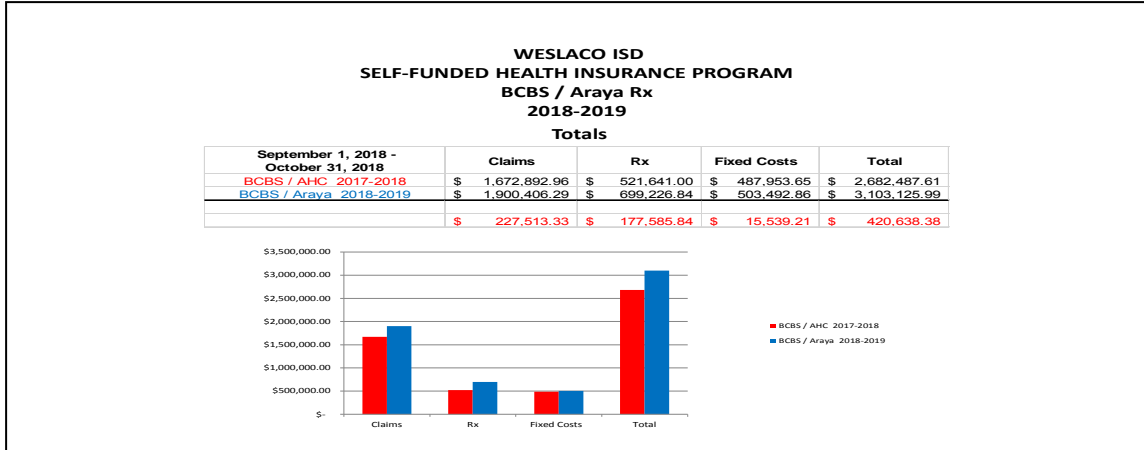 WESLACO ISD
SELF-FUNDED HEALTH INSURANCE PROGRAM
BCBS / Araya Rx
2018-2019
Totals
September 1, 2018 -
October 31, 2018 Claims Rx Fixed Costs Total
BCBS / AHC 2017-2018 $ 1,672,892.96 $ 521,641.00 $ 487,953.65 $ 2,682,487.61
BCBS / Araya 2018-2019 $ 1,900,406.29 $ 699,226.84 $ 503,492.86 $ 3,103,125.99
$ 227,513.33 $ 177,585.84 $ 15,539.21 $ 420,638.38
$3,500,000.00
$3,000,000.00
$2,500,000.00
$2,000,000.00
$1,500,000.00
$1,000,000.00
$500,000.00
$-
Claims Rx Fixed Costs Total
BCBS / AHC 2017-2018
BCBS / Araya 2018-2019